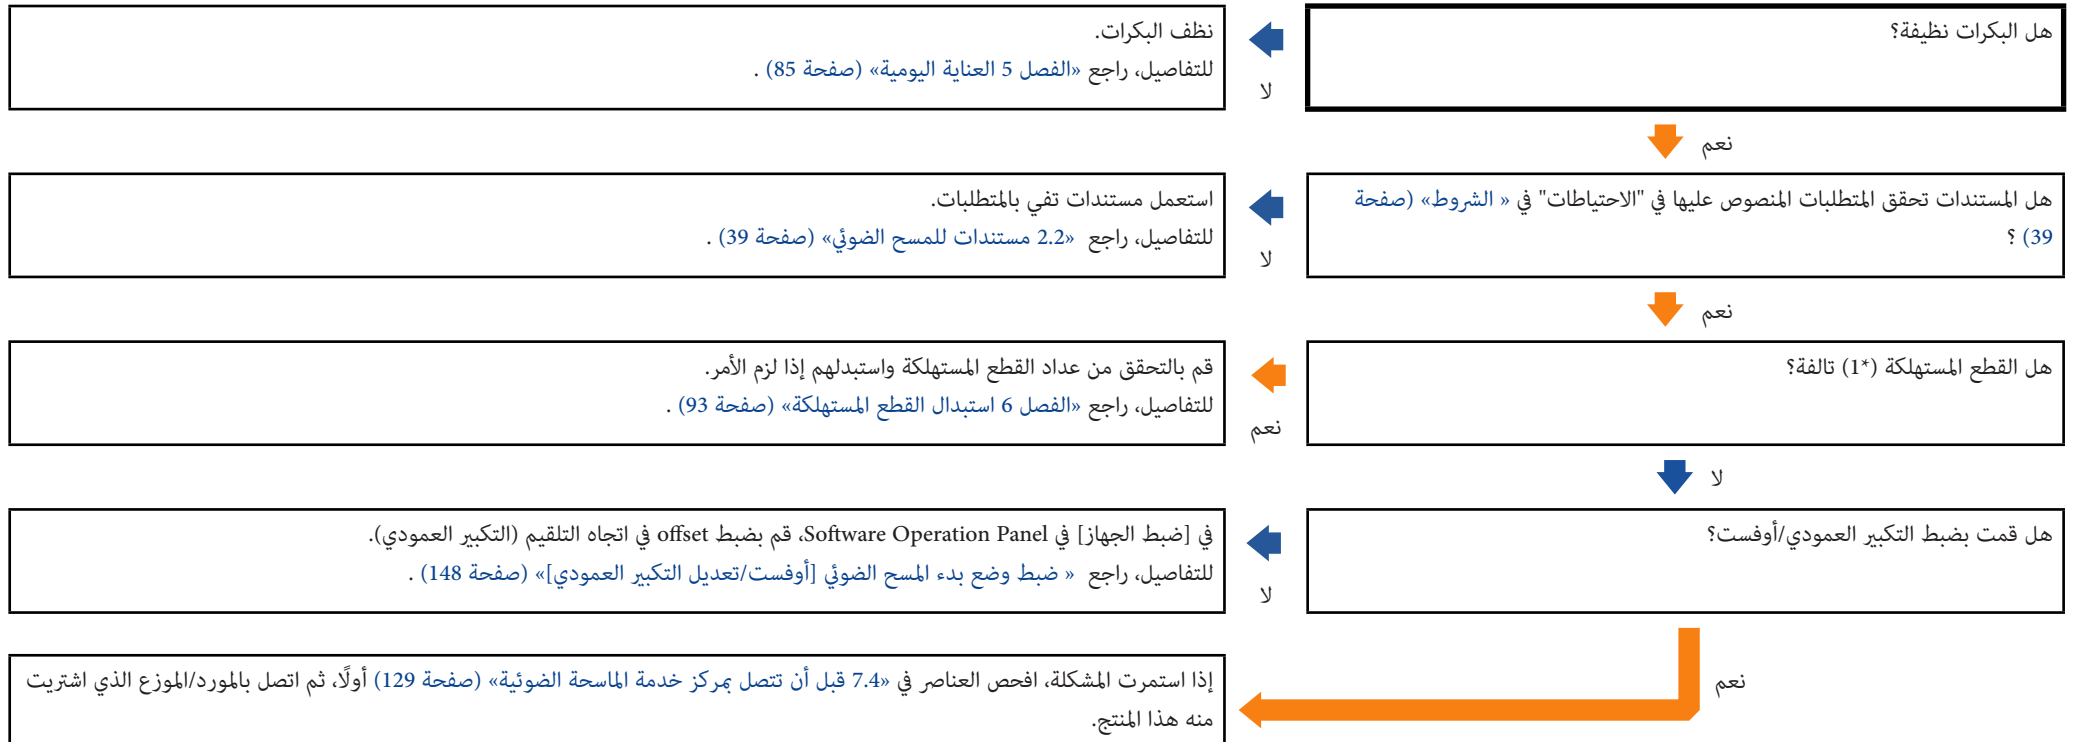 هل البكرات نظيفة؟
لا
نظف البكرات.
للتفاصيل، راجع «الفصل 5 العناية اليومية» (صفحة 85) .
نعم
هل المستندات تحقق المتطلبات المنصوص عليها في "الاحتياطات" في « الشروط» (صفحة
39) ؟
لا
استعمل مستندات تفي بالمتطلبات.
للتفاصيل، راجع «2.2 مستندات للمسح الضوئي» (صفحة 39) .
نعم
هل القطع المستهلكة (*1) تالفة؟
نعم
قم بالتحقق من عداد القطع المستهلكة واستبدلهم إذا لزم الأمر.
للتفاصيل، راجع «الفصل 6 استبدال القطع المستهلكة» (صفحة 93) .
لا
هل قمت بضبط التكبير العمودي/أوفست؟
لا
في [ضبط الجهاز] في Software Operation Panel، قم بضبط offset في اتجاه التلقيم (التكبير العمودي).
للتفاصيل، راجع « ضبط وضع بدء المسح الضوئي [أوفست/تعديل التكبير العمودي]» (صفحة 148) .
نعم
إذا استمرت المشكلة، افحص العناصر في «7.4 قبل أن تتصل بمركز خدمة الماسحة الضوئية» (صفحة 129) أولًا، ثم اتصل بالمورد/الموزع الذي اشتريت
منه هذا المنتج.